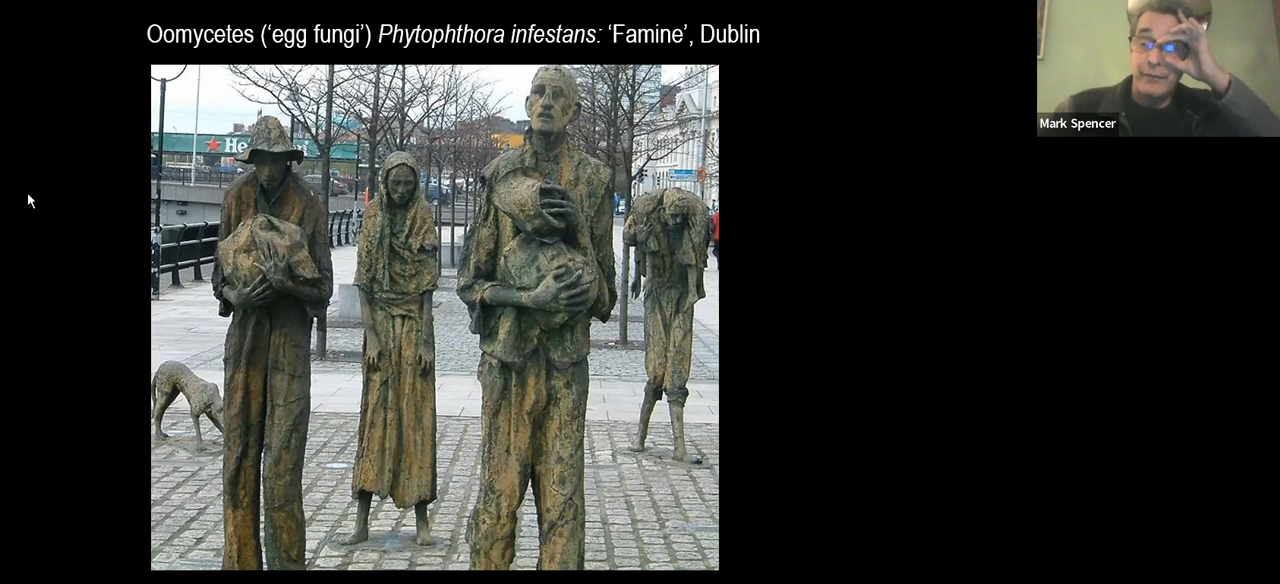 Oomycetes (‘egg fungi’) Phytophthora infestans: ‘Famine’, Dublin
Mark Spencer